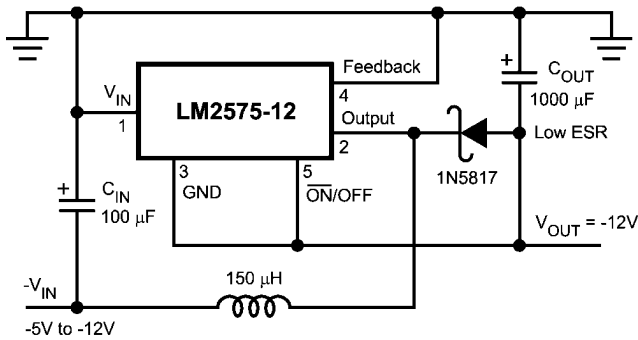 Feedback
+
C_OUT
1000 μF
V_IN
1
LM2575-12
4
Output
2
Low ESR
1N5817
3
GND
5
O̅N̅/OFF
+
C_IN
100 μF
V_OUT = -12V
150 μH
-V_IN
-5V to -12V